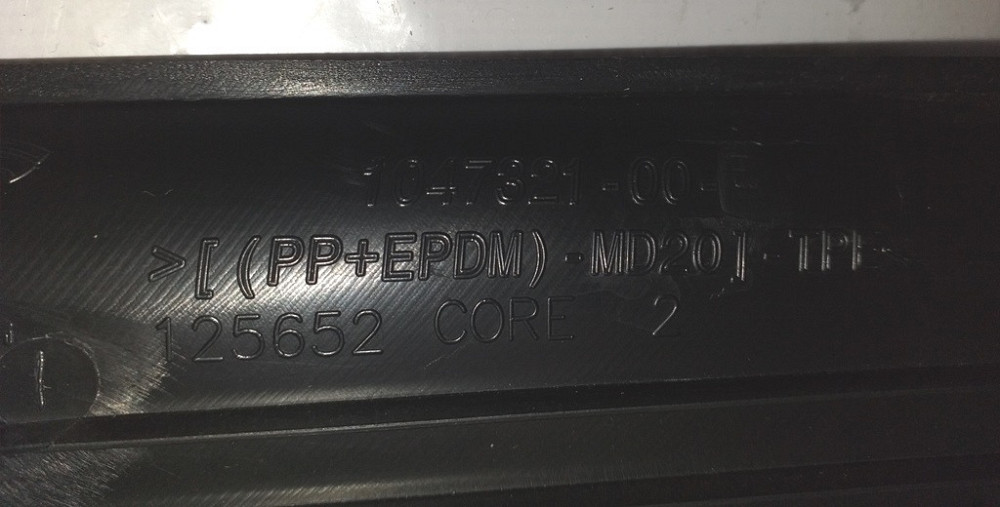 1047321-00-E
>[(PP+EPDM)-MD20]-TPE<
125652 CORE 2